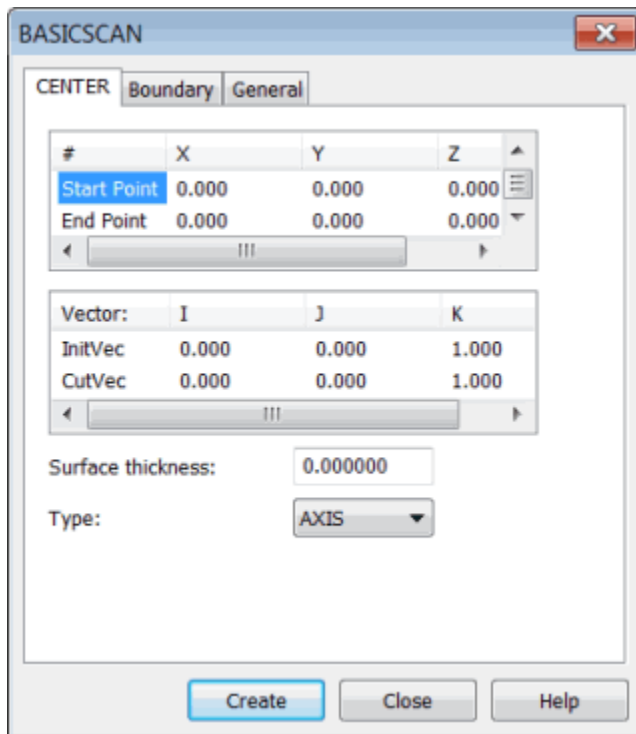 BASICSCAN
CENTER Boundary General
# X Y Z
Start Point 0.000 0.000 0.000
End Point 0.000 0.000 0.000
Vector: I J K
InitVec 0.000 0.000 1.000
CutVec 0.000 0.000 1.000
Surface thickness: 0.000000
Type: AXIS
Create Close Help